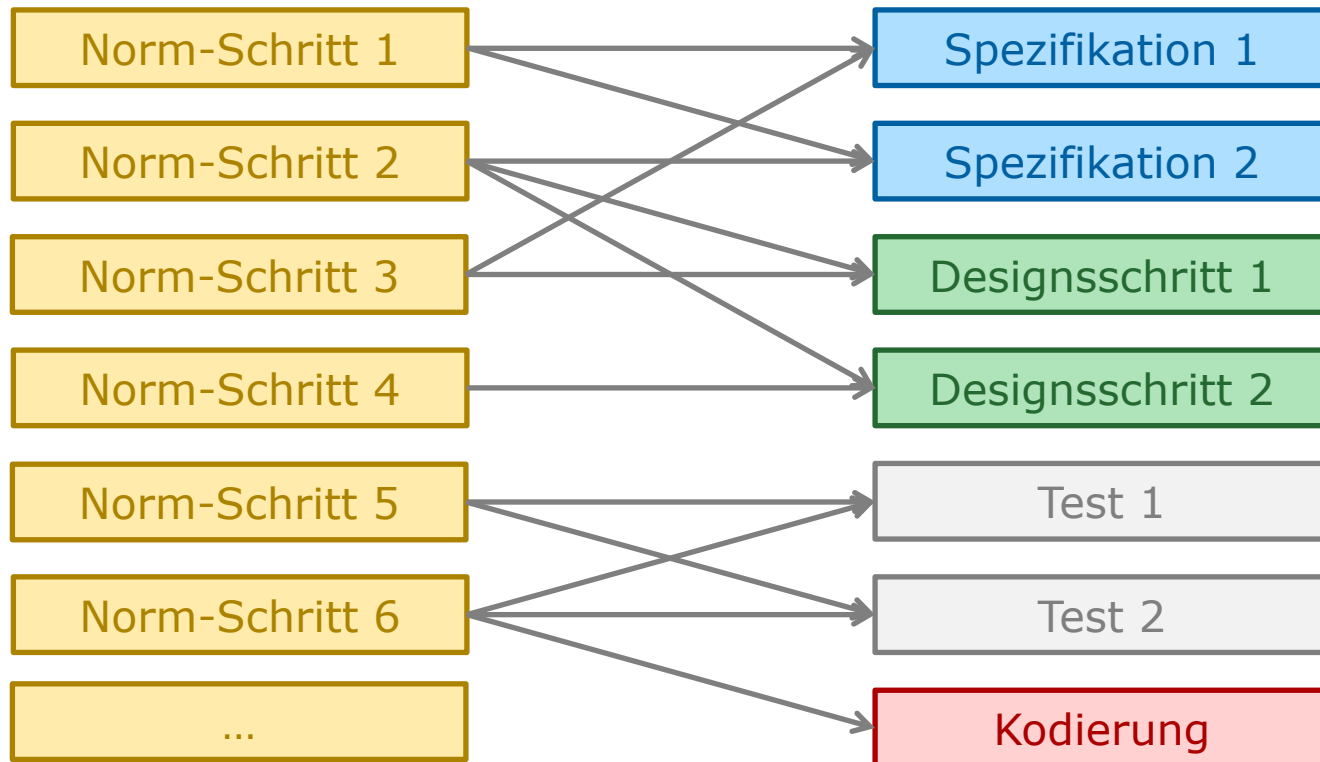 Norm-Schritt 1
Spezifikation 1
Norm-Schritt 2
Spezifikation 2
Norm-Schritt 3
Designsschritt 1
Norm-Schritt 4
Designsschritt 2
Norm-Schritt 5
Test 1
Norm-Schritt 6
Test 2
…
Kodierung